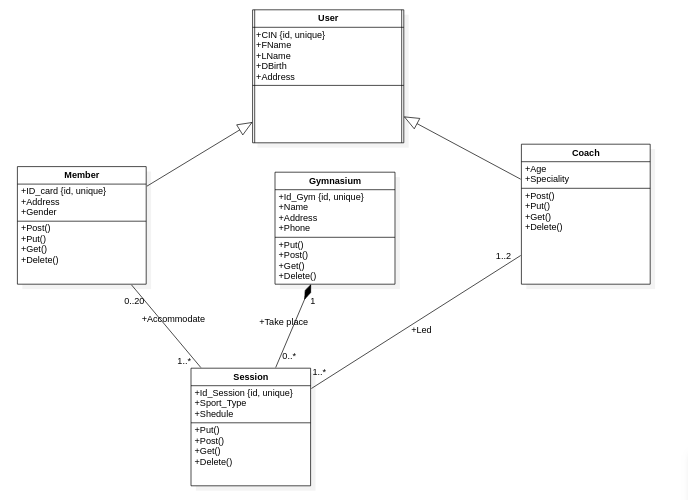 User
+CIN {id, unique}
+FName
+LName
+DBirth
+Address
Member
+ID_card {id, unique}
+Address
+Gender
+Post()
+Put()
+Get()
+Delete()
Gymnasium
+Id_Gym {id, unique}
+Name
+Address
+Phone
+Put()
+Post()
+Get()
+Delete()
Coach
+Age
+Speciality
+Post()
+Put()
+Get()
+Delete()
0..20
+Accommodate
1..*
1
+Take place
0..*
1..2
+Led
1..*
Session
+Id_Session {id, unique}
+Sport_Type
+Shedule
+Put()
+Post()
+Get()
+Delete()